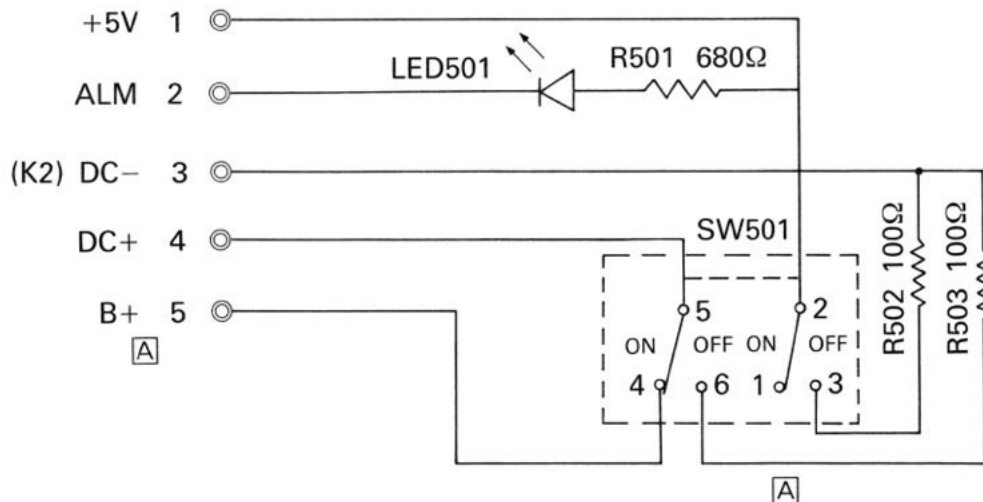 +5V 1
LED501
R501 680Ω
ALM 2
(K2) DC− 3
DC+ 4
SW501
R502 100Ω
R503 100Ω
B+ 5
A
5
2
ON OFF ON OFF
4 6 1 3
A